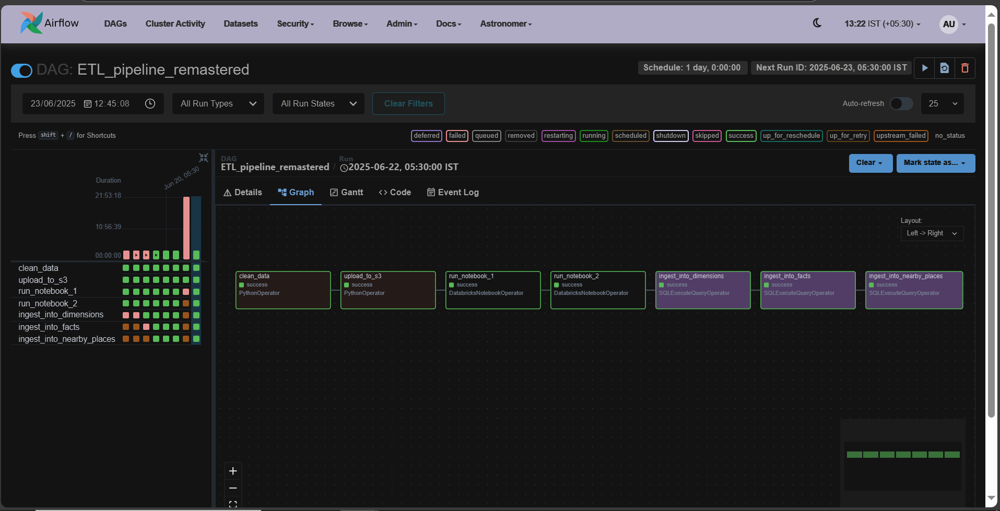 Airflow DAGs Cluster Activity Datasets Security Browse Admin Docs Astronomer 13:22 IST (+05:30) AU
DAG: ETL_pipeline_remastered Schedule: 1 day, 0:00:00 Next Run ID: 2025-06-23, 05:30:00 IST
23/06/2025 12:45:08 All Run Types All Run States Clear Filters Auto-refresh 25
Press shift + / for Shortcuts deferred failed queued removed restarting running scheduled shutdown skipped success up_for_reschedule up_for_retry upstream_failed no_status
DAG Run
ETL_pipeline_remastered / 2025-06-22, 05:30:00 IST Clear Mark state as...
Details Graph Gantt Code Event Log
Jun 20, 05:30
Duration
21:53:18
10:56:39
00:00:00
clean_data
upload_to_s3
run_notebook_1
run_notebook_2
ingest_into_dimensions
ingest_into_facts
ingest_into_nearby_places
Layout:
Left -> Right
clean_data
success
PythonOperator
upload_to_s3
success
PythonOperator
run_notebook_1
success
DatabricksNotebookOperator
run_notebook_2
success
DatabricksNotebookOperator
ingest_into_dimensions
success
SQLExecuteQueryOperator
ingest_into_facts
success
SQLExecuteQueryOperator
ingest_into_nearby_places
success
SQLExecuteQueryOperator